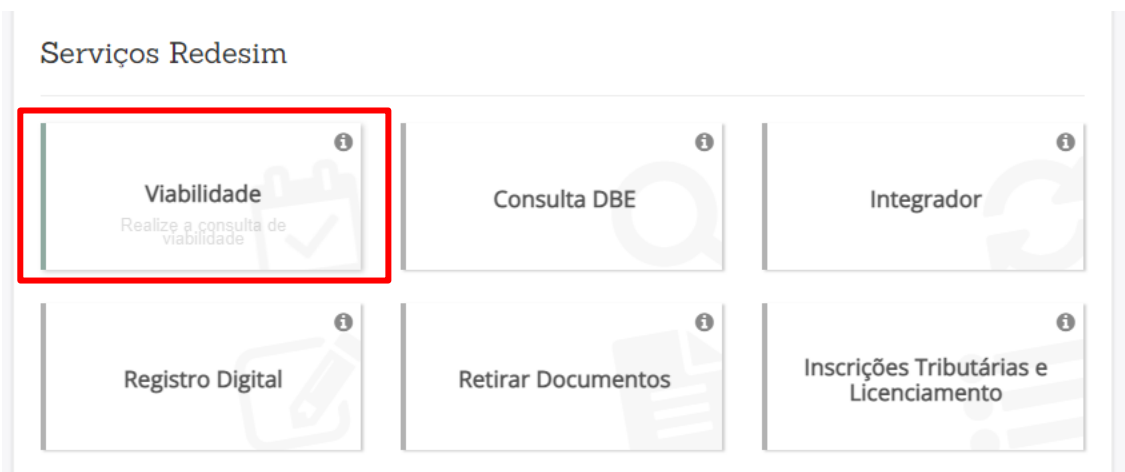 Serviços Redesim
Viabilidade
Realize a consulta de
viabilidade
Consulta DBE
Integrador
Registro Digital
Retirar Documentos
Inscrições Tributárias e
Licenciamento